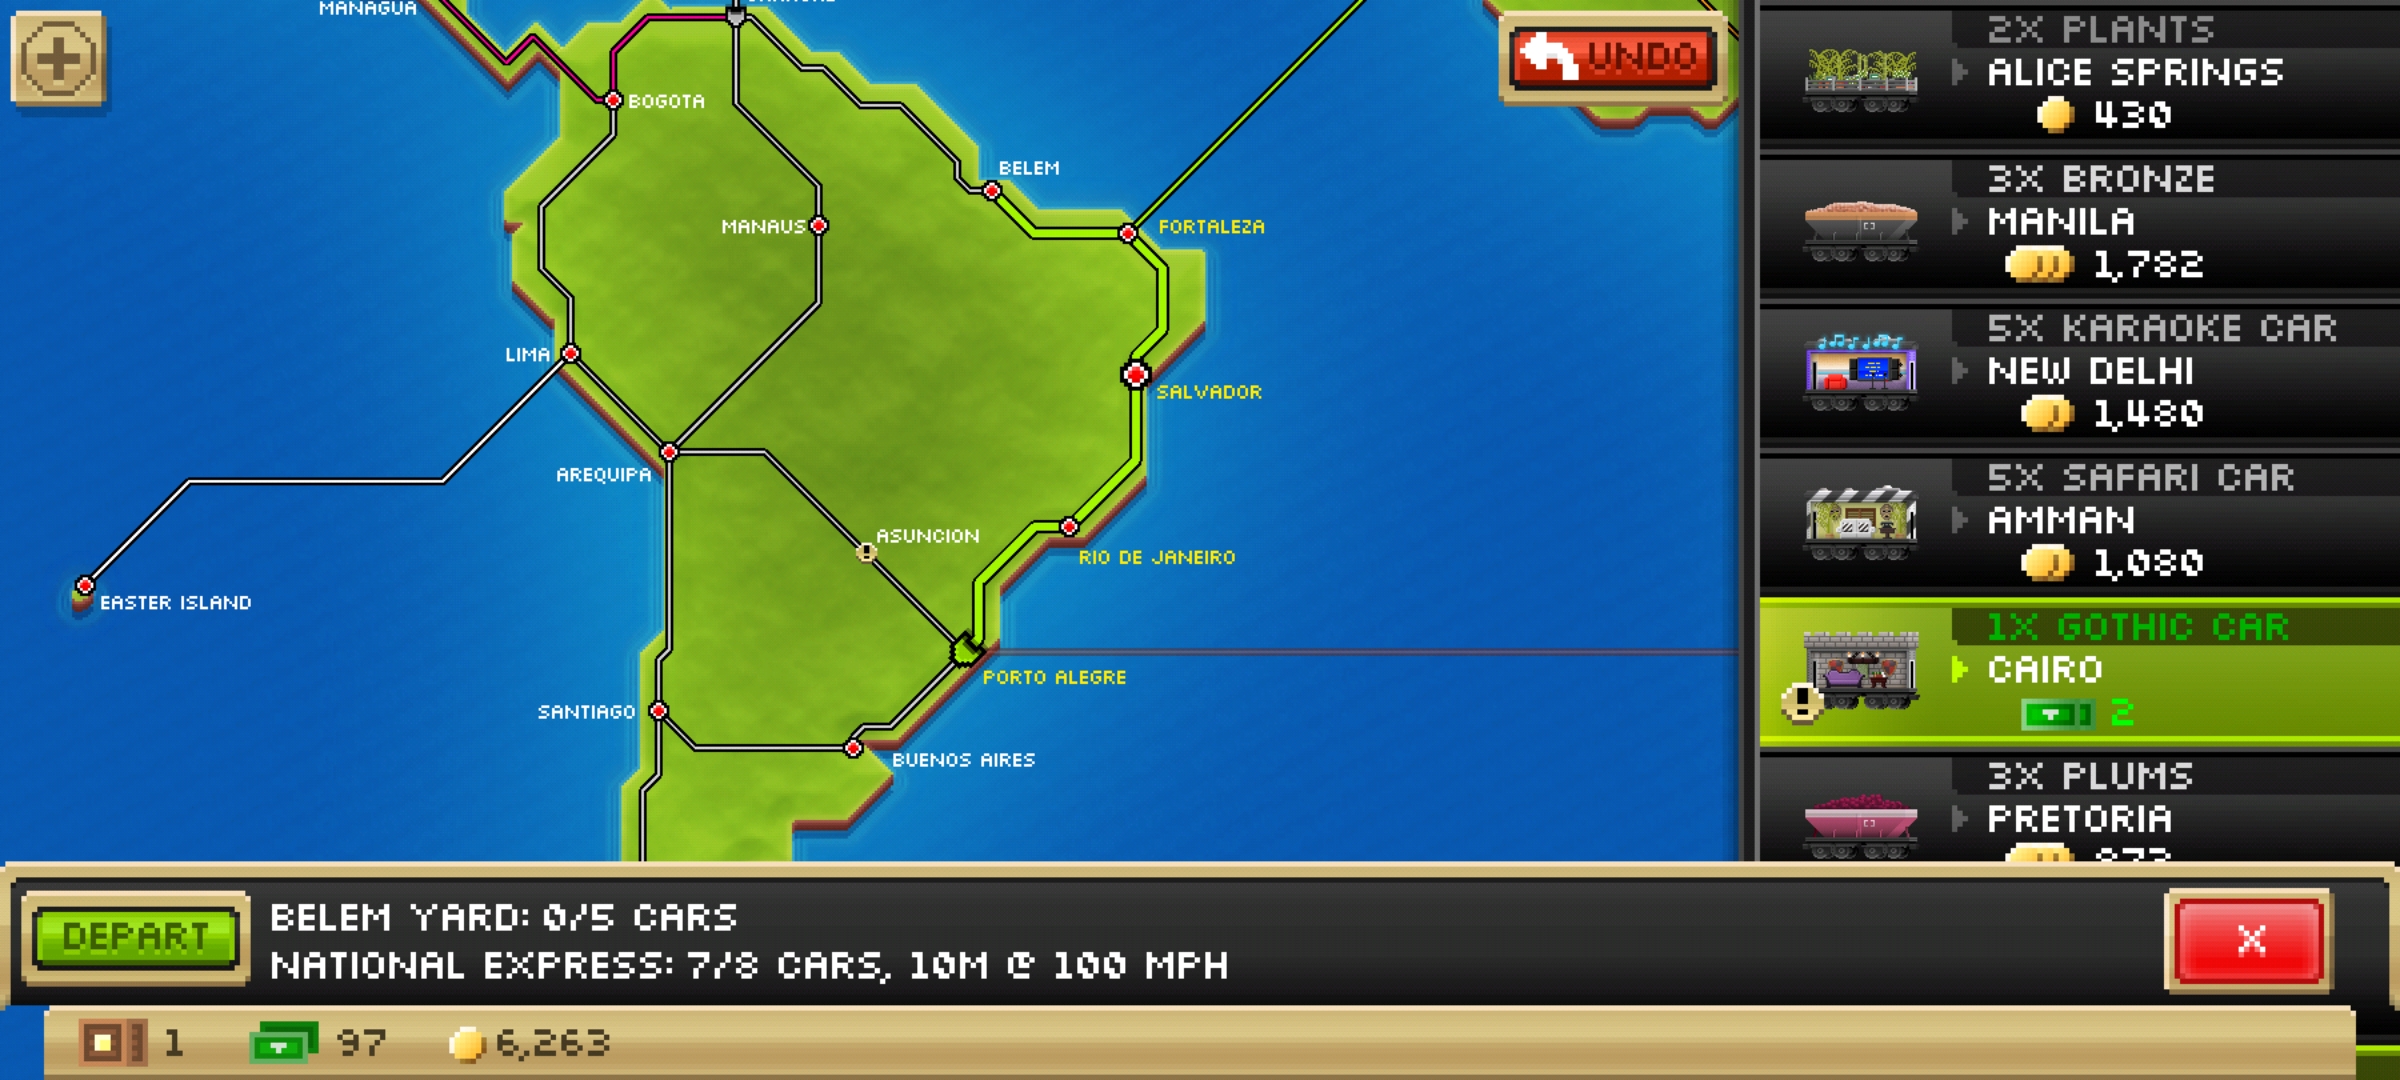 MANAGUA
UNDO
BOGOTA
BELEM
MANAUS
FORTALEZA
LIMA
SALVADOR
AREQUIPA
ASUNCION
RIO DE JANEIRO
EASTER ISLAND
PORTO ALEGRE
SANTIAGO
BUENOS AIRES
2X PLANTS
ALICE SPRINGS
430
3X BRONZE
MANILA
1,782
5X KARAOKE CAR
NEW DELHI
1,480
5X SAFARI CAR
AMMAN
1,080
1X GOTHIC CAR
CAIRO
2
3X PLUMS
PRETORIA
DEPART
BELEM YARD: 0/5 CARS
NATIONAL EXPRESS: 7/8 CARS, 10M @ 100 MPH
X
1
97
6,263